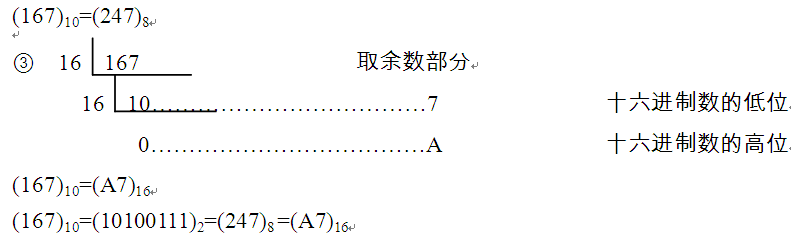 (167)₁₀=(247)₈
③ 16 167 取余数部分
16 10…………………………………7 十六进制数的低位
0…………………………………A 十六进制数的高位
(167)₁₀=(A7)₁₆
(167)₁₀=(10100111)₂=(247)₈=(A7)₁₆